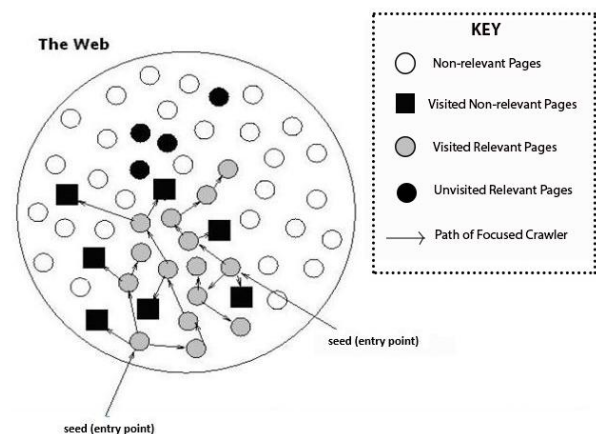 The Web
KEY
Non-relevant Pages
Visited Non-relevant Pages
Visited Relevant Pages
Unvisited Relevant Pages
Path of Focused Crawler
seed (entry point)
seed (entry point)